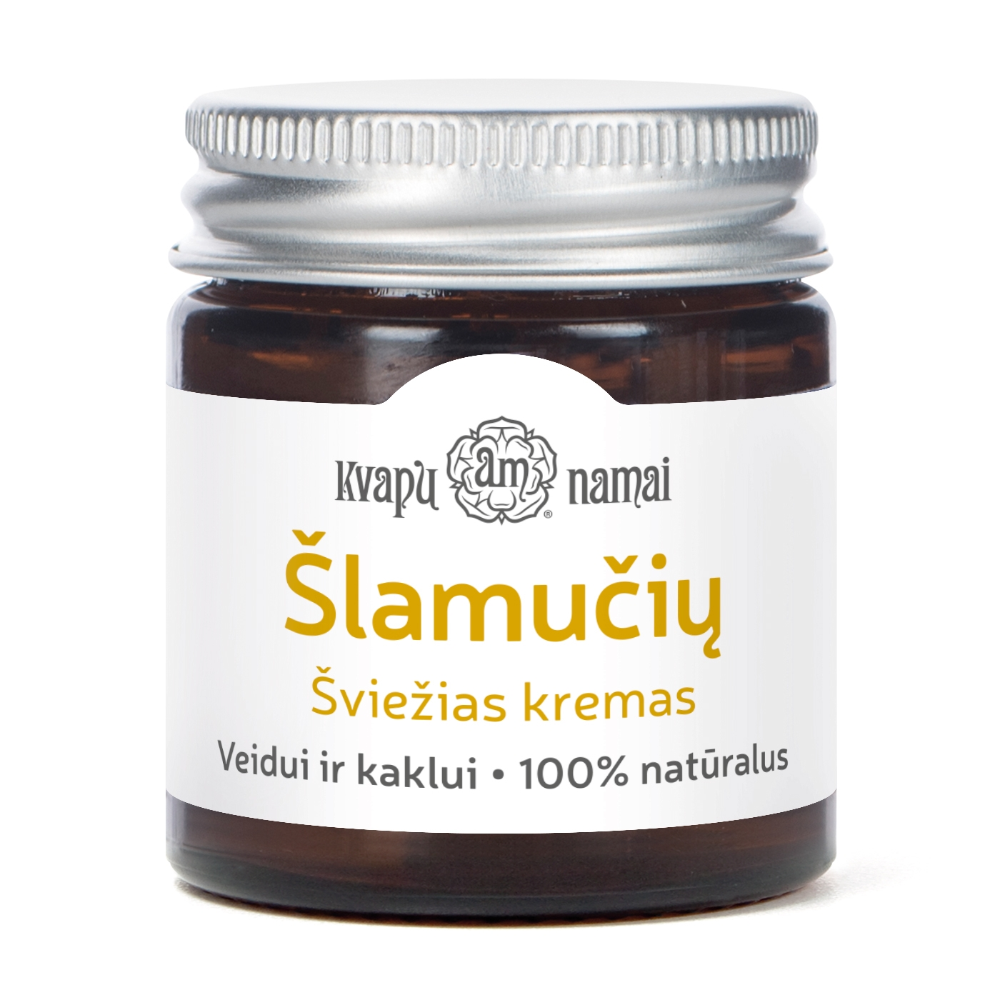 Kvapų am namai
®
Šlamučių
Šviežias kremas
Veidui ir kaklui • 100% natūralus